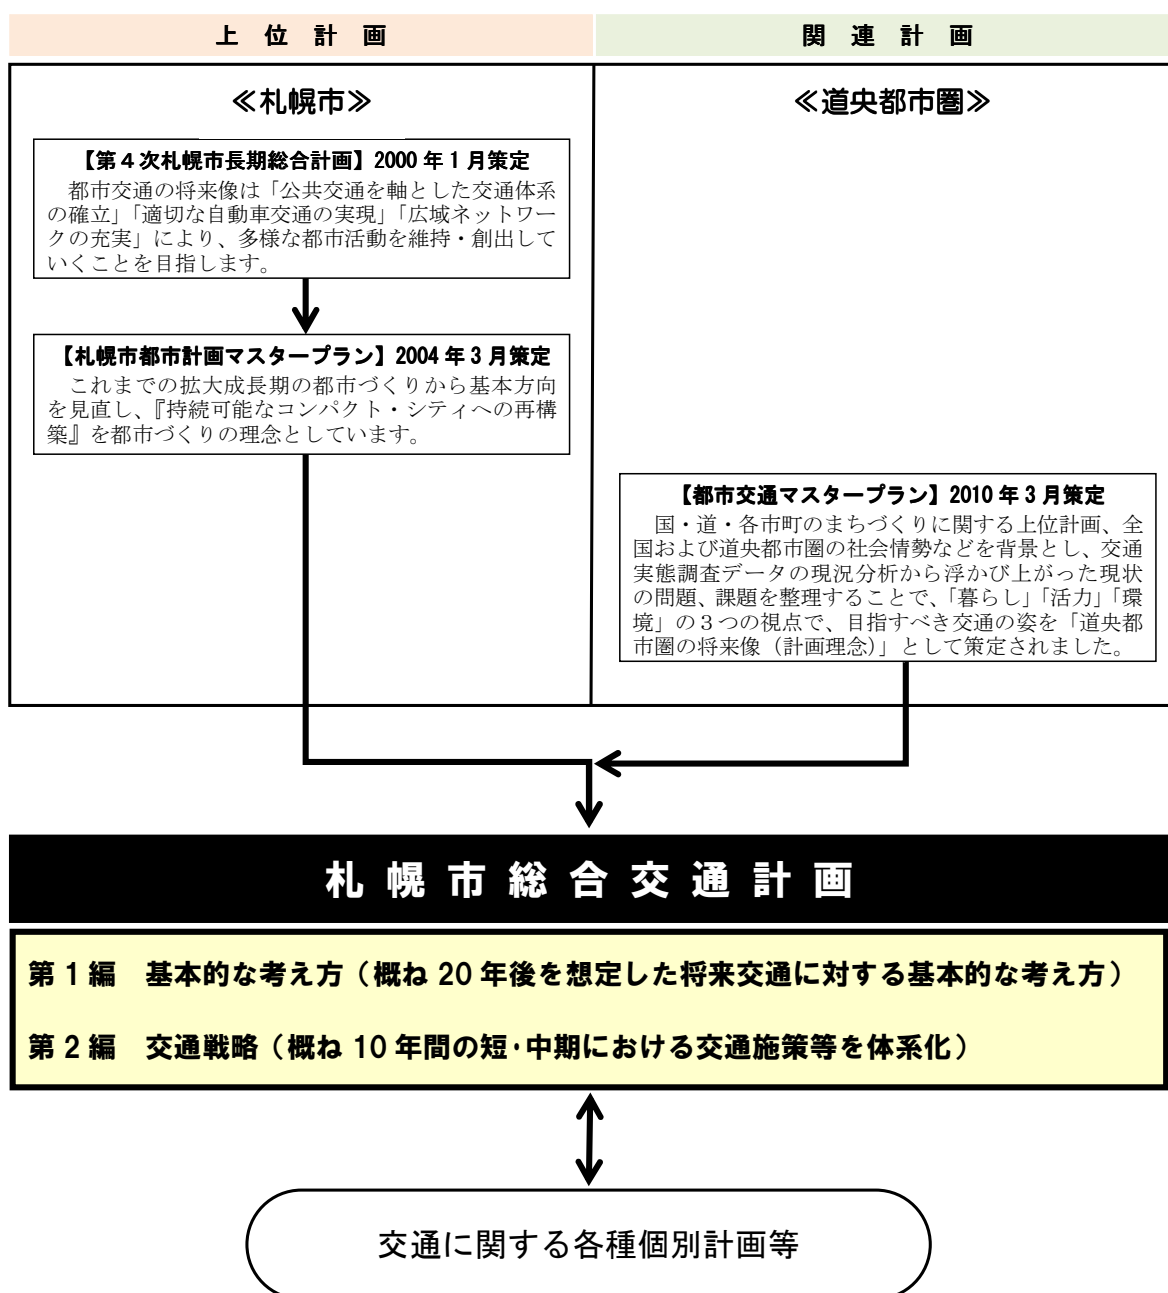 上位計画
関連計画
≪札幌市≫
【第４次札幌市長期総合計画】2000年1月策定
都市交通の将来像は「公共交通を軸とした交通体系
の確立」「適切な自動車交通の実現」「広域ネットワー
クの充実」により、多様な都市活動を維持・創出して
いくことを目指します。
【札幌市都市計画マスタープラン】2004年3月策定
これまでの拡大成長期の都市づくりから基本方向
を見直し、『持続可能なコンパクト・シティへの再構
築』を都市づくりの理念としています。
≪道央都市圏≫
【都市交通マスタープラン】2010年3月策定
国・道・各市町のまちづくりに関する上位計画、全
国および道央都市圏の社会情勢などを背景とし、交通
実態調査データの現況分析から浮かび上がった現状
の問題、課題を整理することで、「暮らし」「活力」「環
境」の３つの視点で、目指すべき交通の姿を「道央都
市圏の将来像（計画理念）」として策定されました。
札幌市総合交通計画
第1編　基本的な考え方（概ね20年後を想定した将来交通に対する基本的な考え方）
第2編　交通戦略（概ね10年間の短･中期における交通施策等を体系化）
交通に関する各種個別計画等